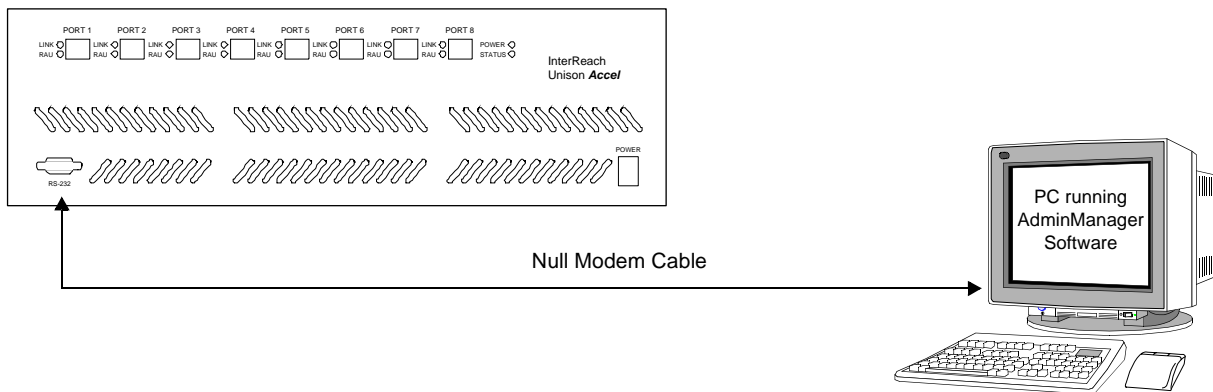 PORT 1 PORT 2 PORT 3 PORT 4 PORT 5 PORT 6 PORT 7 PORT 8
LINK LINK LINK LINK LINK LINK LINK LINK POWER
RAU RAU RAU RAU RAU RAU RAU RAU STATUS
InterReach
Unison Accel
POWER
RS-232
PC running
AdminManager
Software
Null Modem Cable